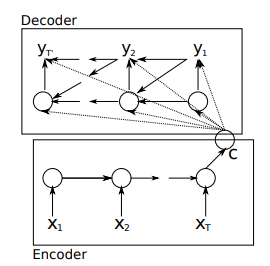 Decoder
y_T' y_2 y_1
C
x_1 x_2 x_T
Encoder